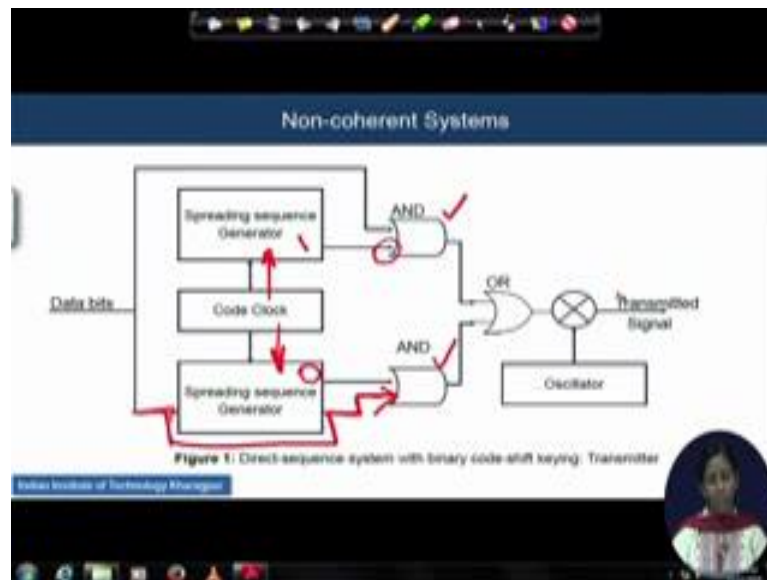 Non-coherent Systems
AND
Spreading sequence
Generator
OR
Data bits
Code Clock
Transmitted
Signal
AND
Spreading sequence
Generator
Oscillator
Figure 1: Direct-sequence system with binary code-shift keying: Transmitter
Indian Institute of Technology Kharagpur